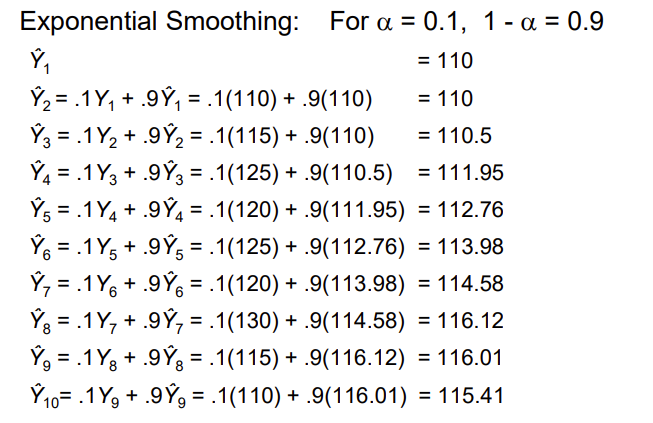 Exponential Smoothing: For α = 0.1, 1 - α = 0.9
Ŷ₁ = 110
Ŷ₂ = .1Y₁ + .9Ŷ₁ = .1(110) + .9(110) = 110
Ŷ₃ = .1Y₂ + .9Ŷ₂ = .1(115) + .9(110) = 110.5
Ŷ₄ = .1Y₃ + .9Ŷ₃ = .1(125) + .9(110.5) = 111.95
Ŷ₅ = .1Y₄ + .9Ŷ₄ = .1(120) + .9(111.95) = 112.76
Ŷ₆ = .1Y₅ + .9Ŷ₅ = .1(125) + .9(112.76) = 113.98
Ŷ₇ = .1Y₆ + .9Ŷ₆ = .1(120) + .9(113.98) = 114.58
Ŷ₈ = .1Y₇ + .9Ŷ₇ = .1(130) + .9(114.58) = 116.12
Ŷ₉ = .1Y₈ + .9Ŷ₈ = .1(115) + .9(116.12) = 116.01
Ŷ₁₀= .1Y₉ + .9Ŷ₉ = .1(110) + .9(116.01) = 115.41